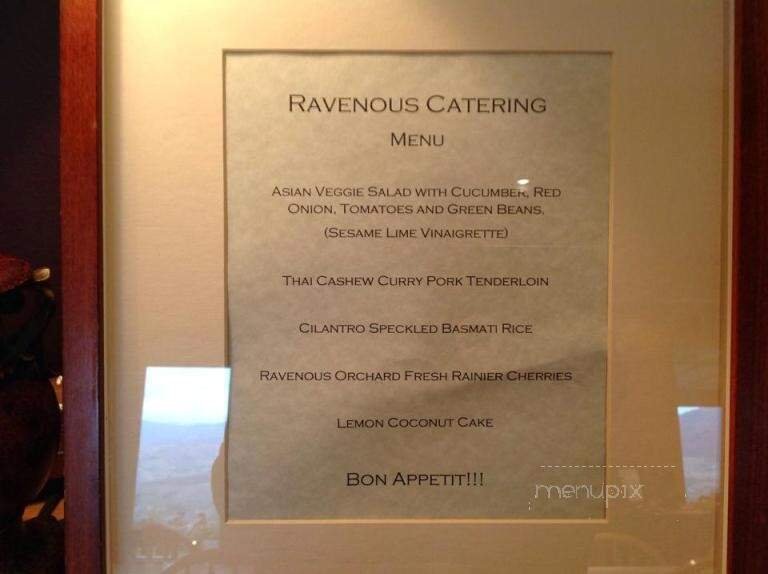 Ravenous Catering
Menu
Asian Veggie Salad with Cucumber, Red
Onion, Tomatoes and Green Beans.
(Sesame Lime Vinaigrette)
Thai Cashew Curry Pork Tenderloin
Cilantro Speckled Basmati Rice
Ravenous Orchard Fresh Rainier Cherries
Lemon Coconut Cake
Bon Appetit!!!
menupix